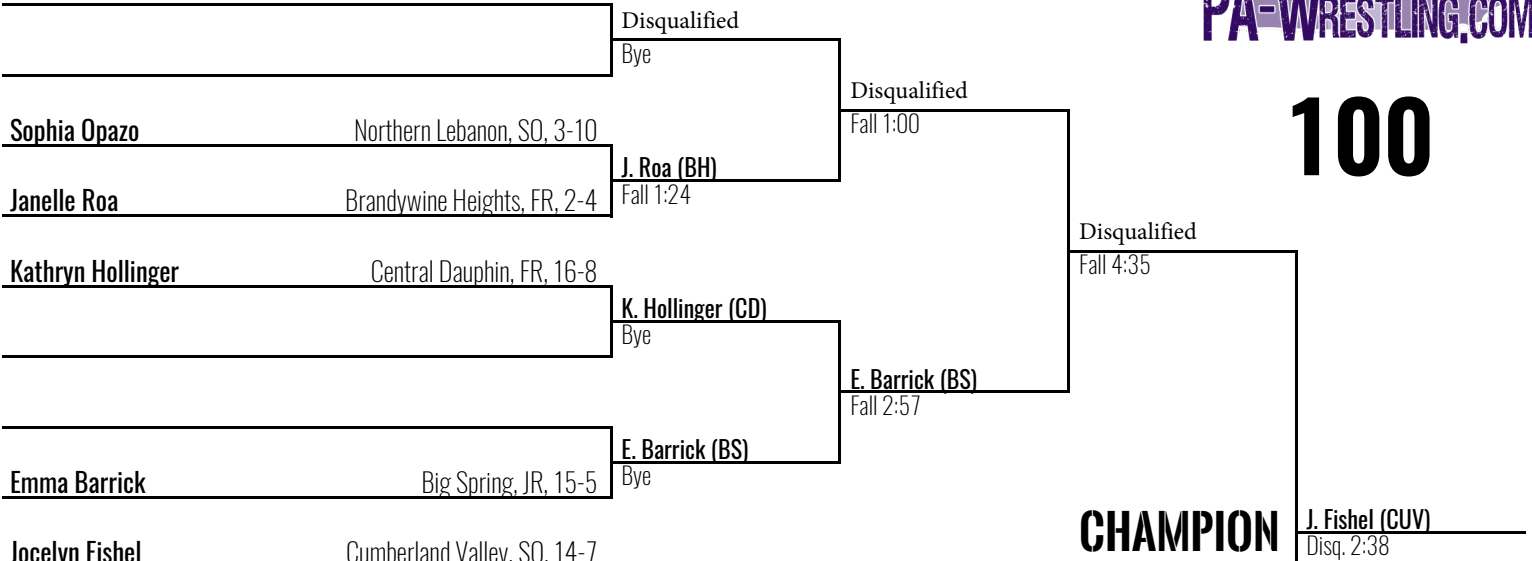 Disqualified
Bye
PA-WRESTLING.COM
Disqualified
Fall 1:00
100
Sophia Opazo Northern Lebanon, SO, 3-10
J. Roa (BH)
Fall 1:24
Janelle Roa Brandywine Heights, FR, 2-4
Disqualified
Fall 4:35
Kathryn Hollinger Central Dauphin, FR, 16-8
K. Hollinger (CD)
Bye
E. Barrick (BS)
Fall 2:57
E. Barrick (BS)
Bye
Emma Barrick Big Spring, JR, 15-5
CHAMPION
J. Fishel (CUV)
Disq. 2:38
Jocelyn Fishel Cumberland Valley, SO, 14-7